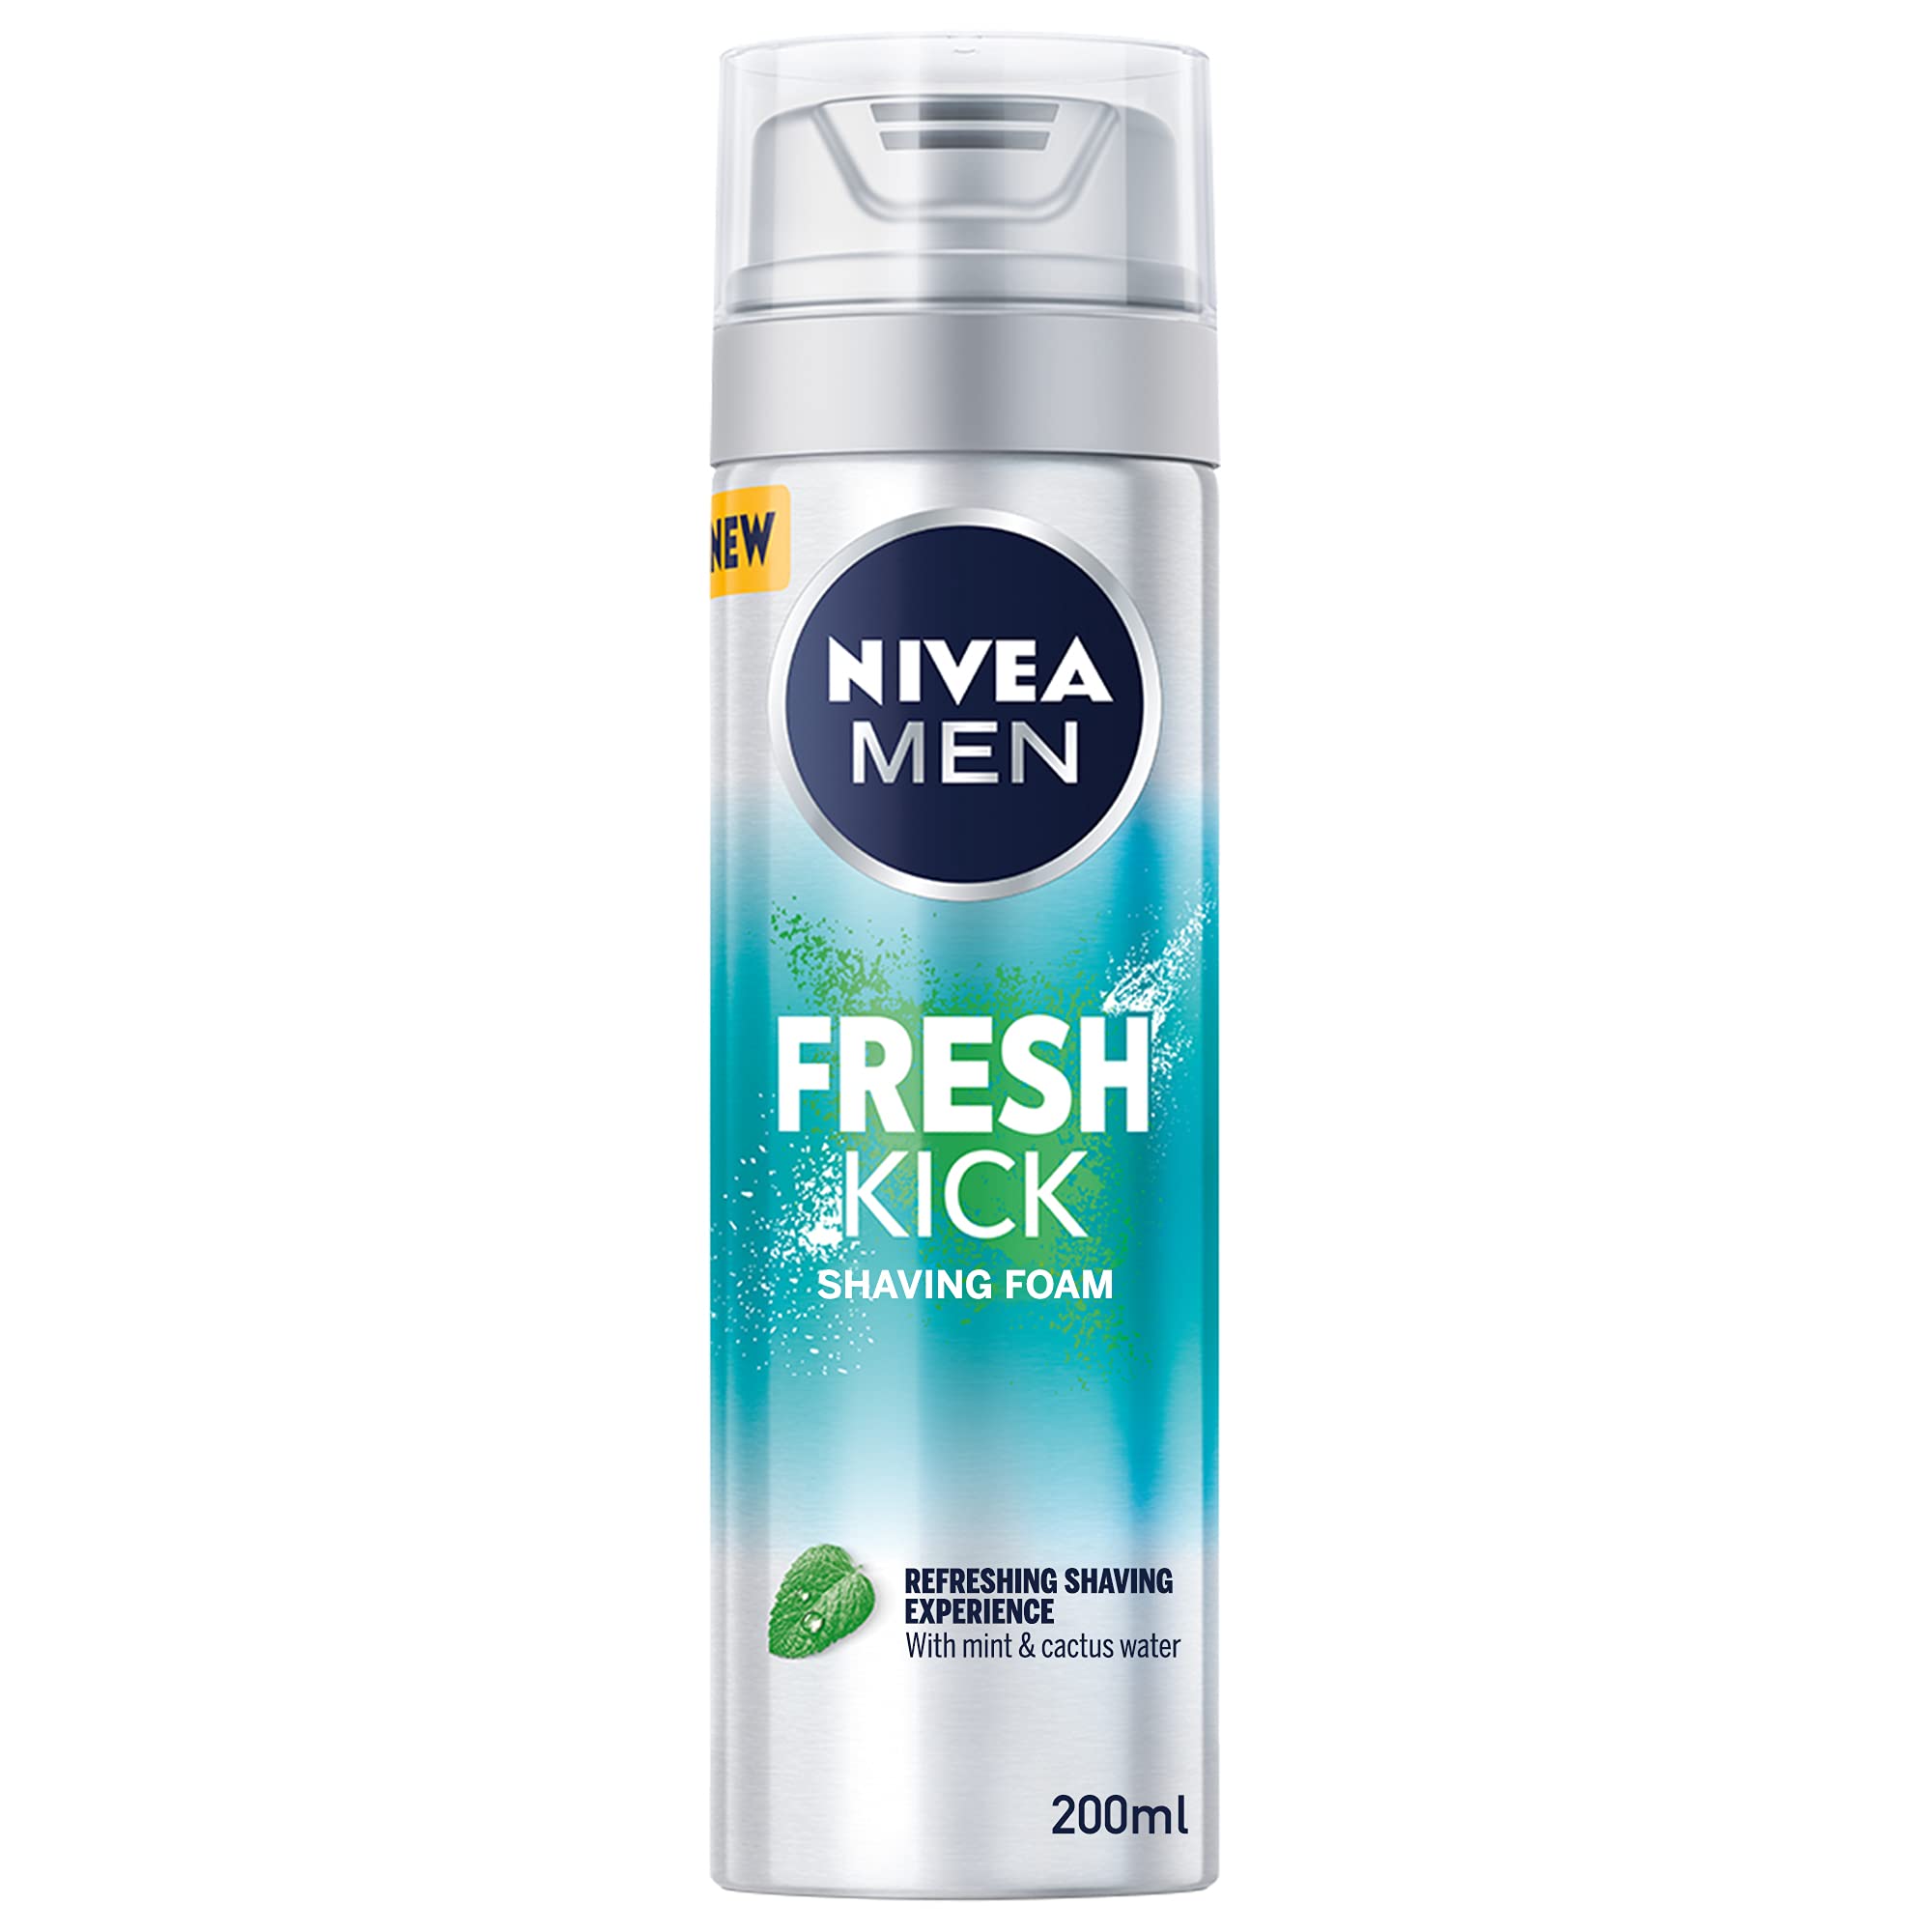 NEW
NIVEA
MEN
FRESH
KICK
SHAVING FOAM
REFRESHING SHAVING
EXPERIENCE
With mint & cactus water
200ml